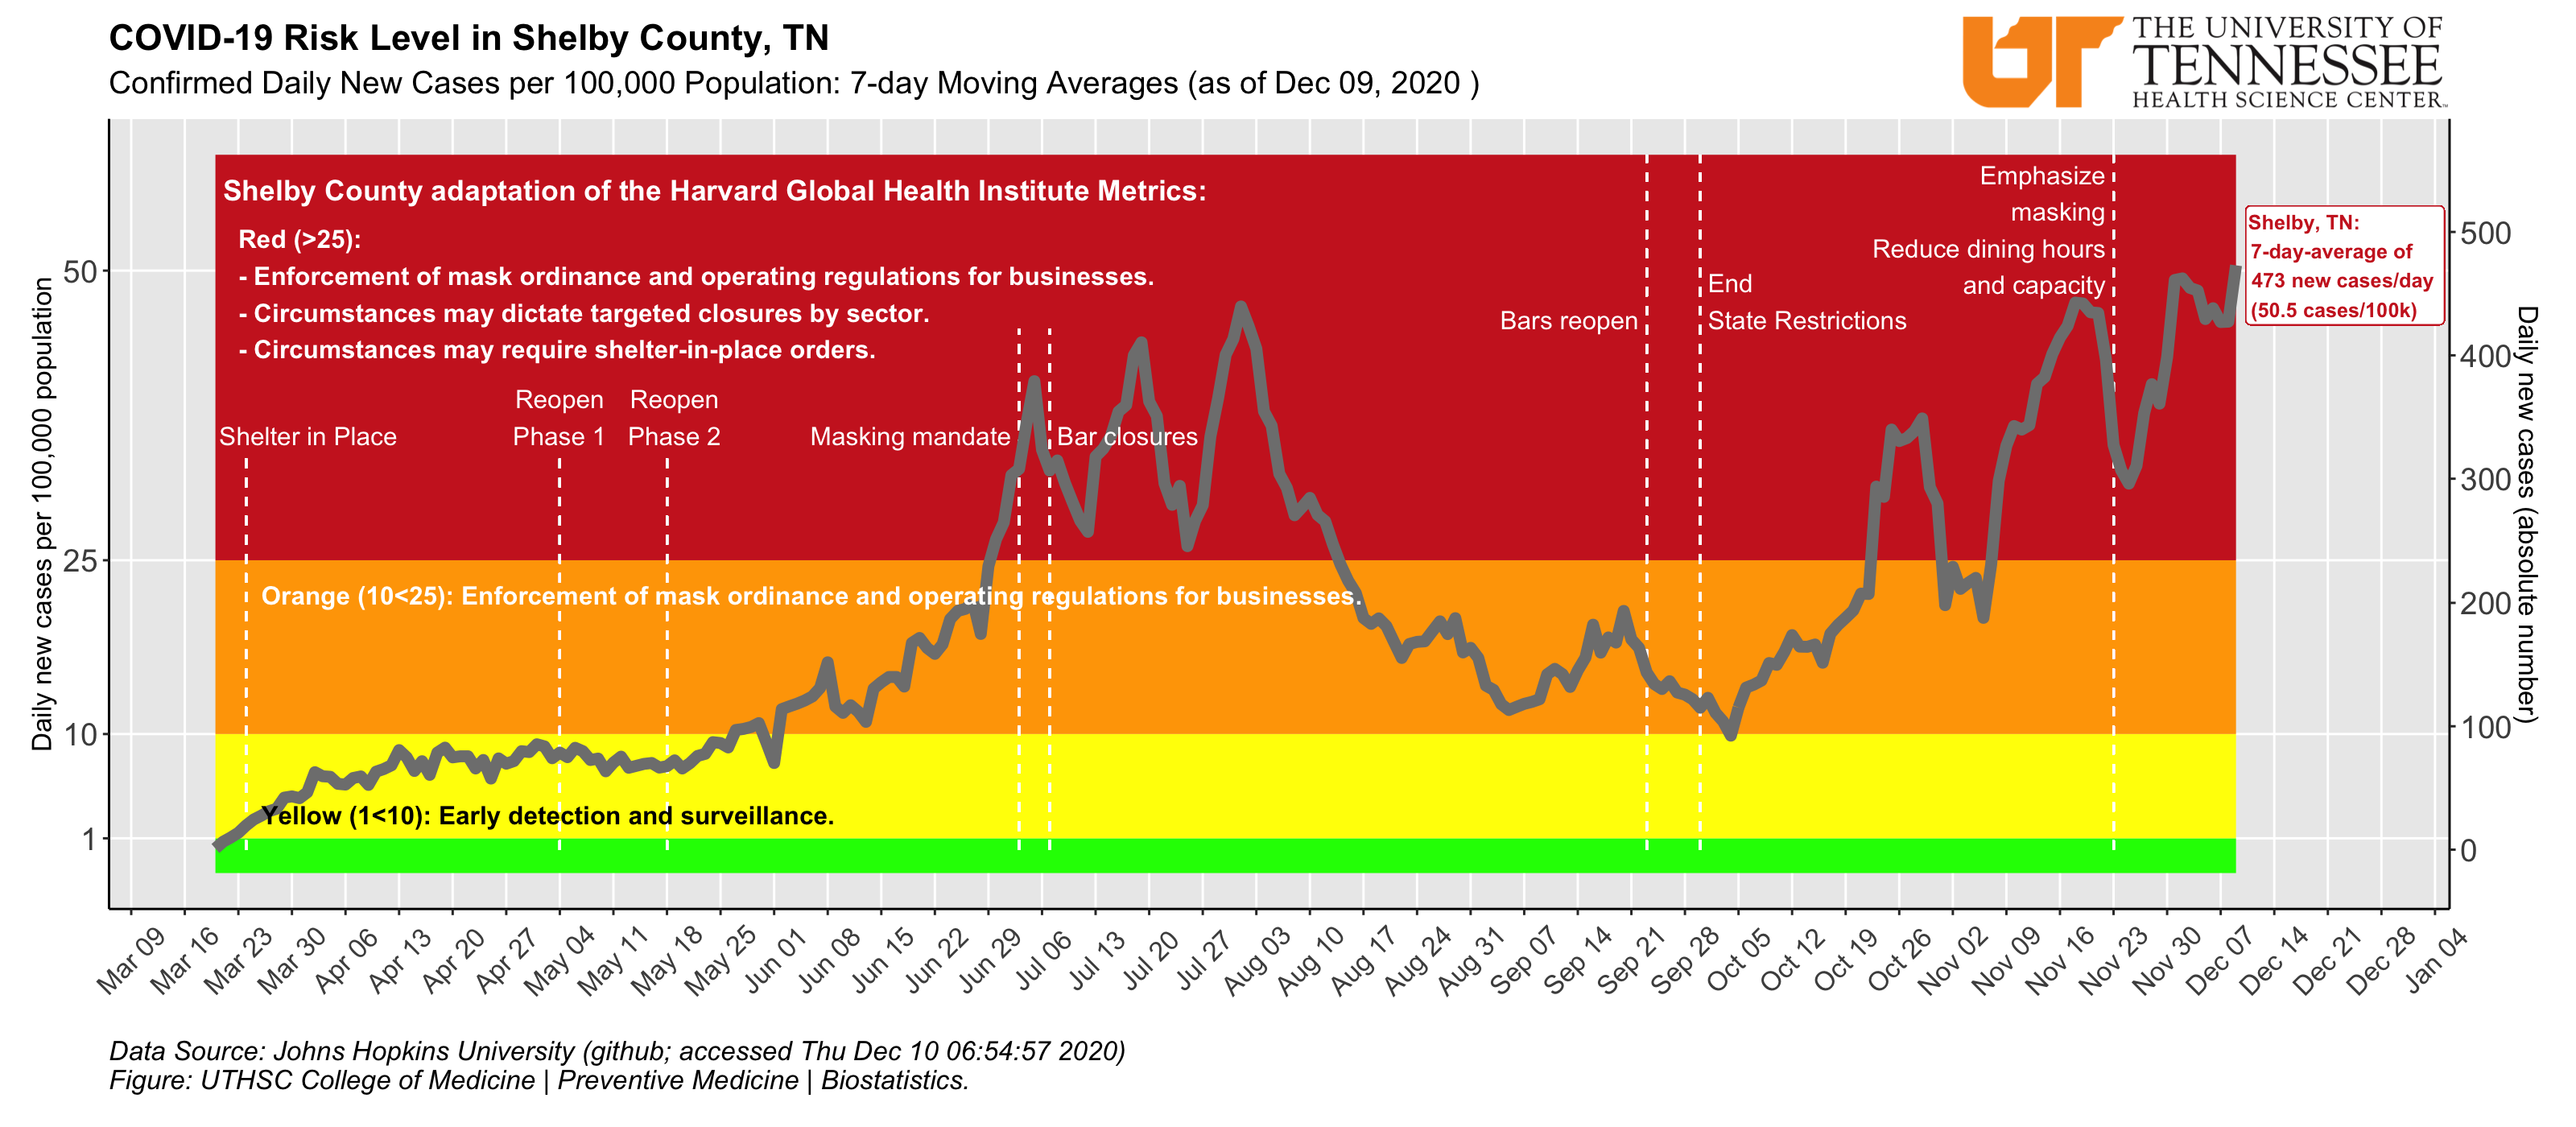 COVID-19 Risk Level in Shelby County, TN
Confirmed Daily New Cases per 100,000 Population: 7-day Moving Averages (as of Dec 09, 2020 )
UT
THE UNIVERSITY OF
TENNESSEE
HEALTH SCIENCE CENTER™
Daily new cases per 100,000 population
50
25
10
1
Shelby County adaptation of the Harvard Global Health Institute Metrics:
Red (>25):
- Enforcement of mask ordinance and operating regulations for businesses.
- Circumstances may dictate targeted closures by sector.
- Circumstances may require shelter-in-place orders.
Shelter in Place
Reopen
Phase 1
Reopen
Phase 2
Masking mandate
Bar closures
Bars reopen
End
State Restrictions
Emphasize
masking
Reduce dining hours
and capacity
Orange (10<25): Enforcement of mask ordinance and operating regulations for businesses.
Yellow (1<10): Early detection and surveillance.
Shelby, TN:
7-day-average of
473 new cases/day
(50.5 cases/100k)
500
400
300
200
100
0
Daily new cases (absolute number)
Mar 09
Mar 16
Mar 23
Mar 30
Apr 06
Apr 13
Apr 20
Apr 27
May 04
May 11
May 18
May 25
Jun 01
Jun 08
Jun 15
Jun 22
Jun 29
Jul 06
Jul 13
Jul 20
Jul 27
Aug 03
Aug 10
Aug 17
Aug 24
Aug 31
Sep 07
Sep 14
Sep 21
Sep 28
Oct 05
Oct 12
Oct 19
Oct 26
Nov 02
Nov 09
Nov 16
Nov 23
Nov 30
Dec 07
Dec 14
Dec 21
Dec 28
Jan 04
Data Source: Johns Hopkins University (github; accessed Thu Dec 10 06:54:57 2020)
Figure: UTHSC College of Medicine | Preventive Medicine | Biostatistics.